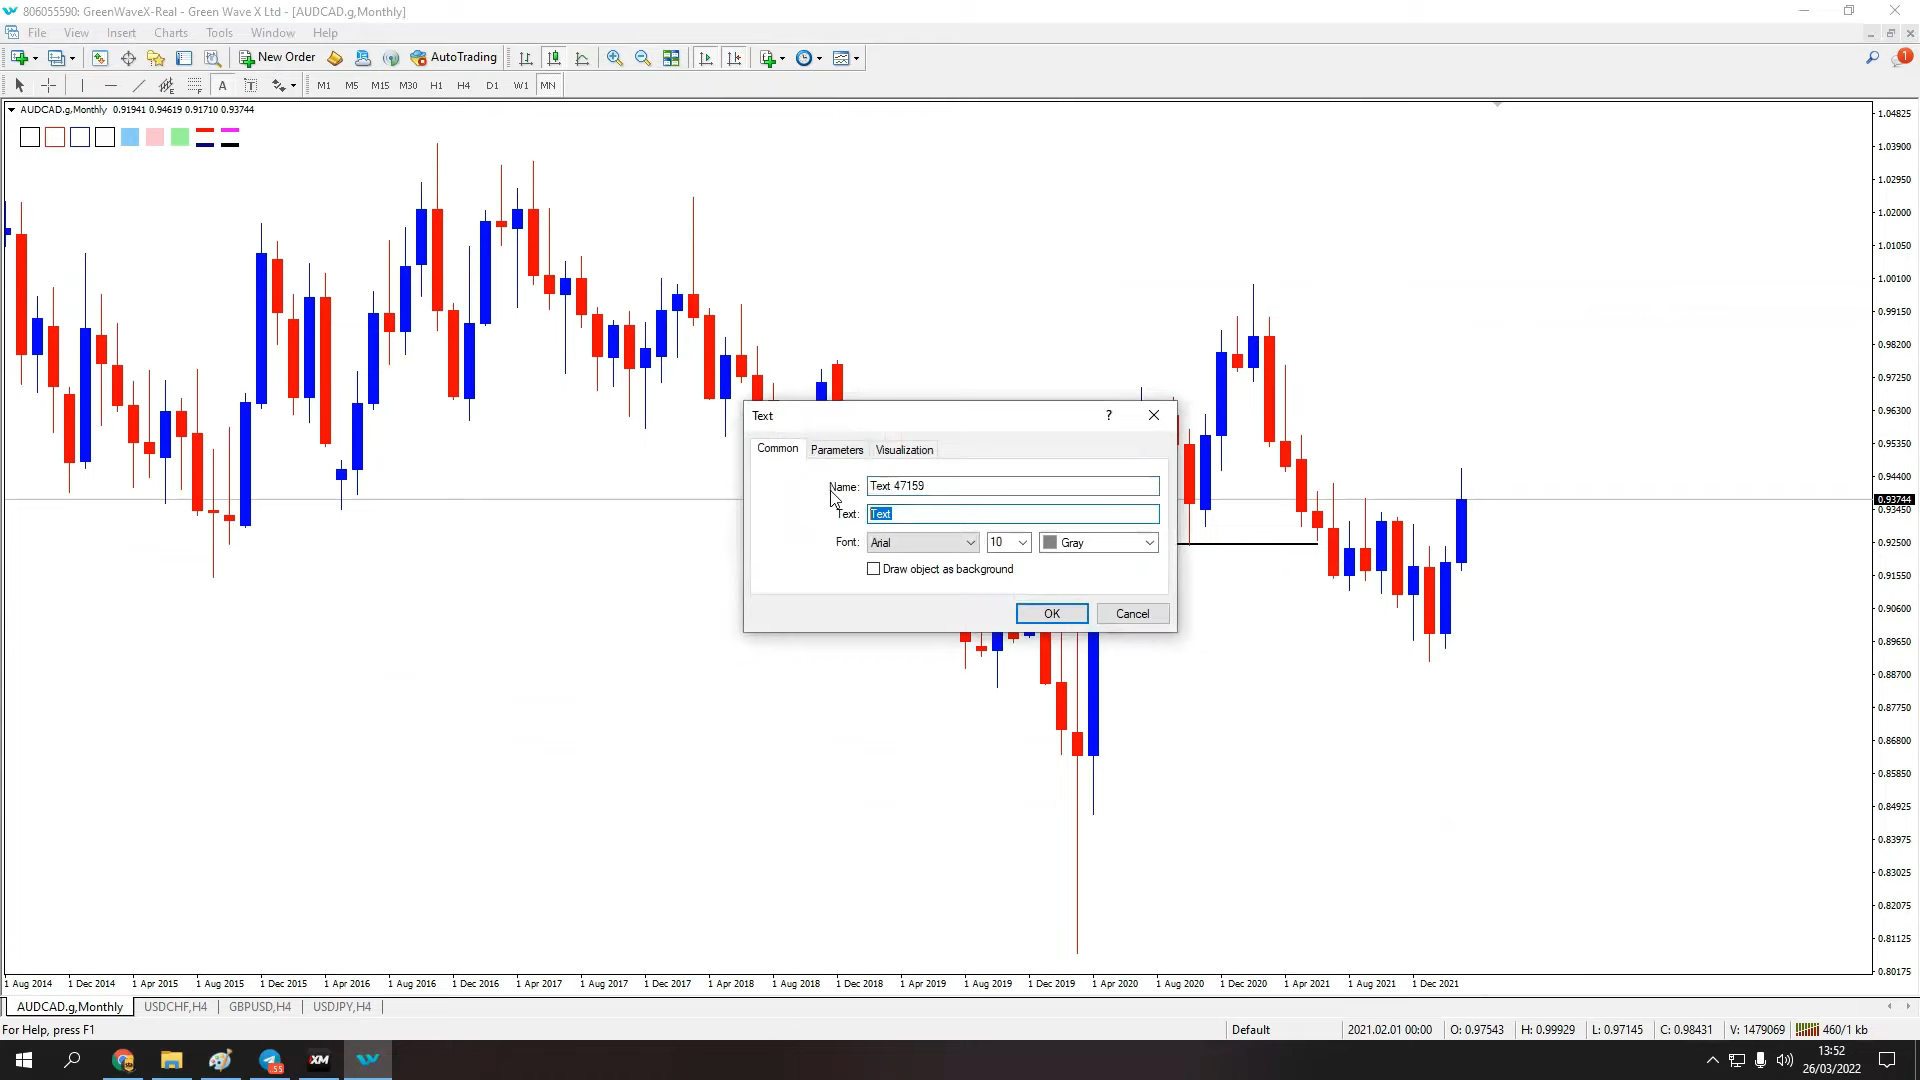 806055590: GreenWaveX-Real - Green Wave X Ltd - [AUDCAD.g,Monthly]
File View Insert Charts Tools Window Help
New Order AutoTrading
1
A T M1 M5 M15 M30 H1 H4 D1 W1 MN
AUDCAD.g,Monthly 0.91941 0.94619 0.91710 0.93744
1.04825
1.03900
1.02950
1.02000
1.01050
1.00100
0.99150
0.98200
0.97250
0.96300
0.95350
0.94400
0.93744
0.93450
0.92500
0.91550
0.90600
0.89650
0.88700
0.87750
0.86800
0.85850
0.84925
0.83975
0.83025
0.82075
0.81125
0.80175
Text ?
Common Parameters Visualization
Name: Text 47159
Text: Text
Font: Arial 10 Gray
Draw object as background
OK Cancel
1 Aug 2014 1 Dec 2014 1 Apr 2015 1 Aug 2015 1 Dec 2015 1 Apr 2016 1 Aug 2016 1 Dec 2016 1 Apr 2017 1 Aug 2017 1 Dec 2017 1 Apr 2018 1 Aug 2018 1 Dec 2018 1 Apr 2019 1 Aug 2019 1 Dec 2019 1 Apr 2020 1 Aug 2020 1 Dec 2020 1 Apr 2021 1 Aug 2021 1 Dec 2021
AUDCAD.g,Monthly USDCHF,H4 GBPUSD,H4 USDJPY,H4
For Help, press F1 Default 2021.02.01 00:00 O: 0.97543 H: 0.99929 L: 0.97145 C: 0.98431 V: 1479069 460/1 kb
55 XM 13:52
26/03/2022